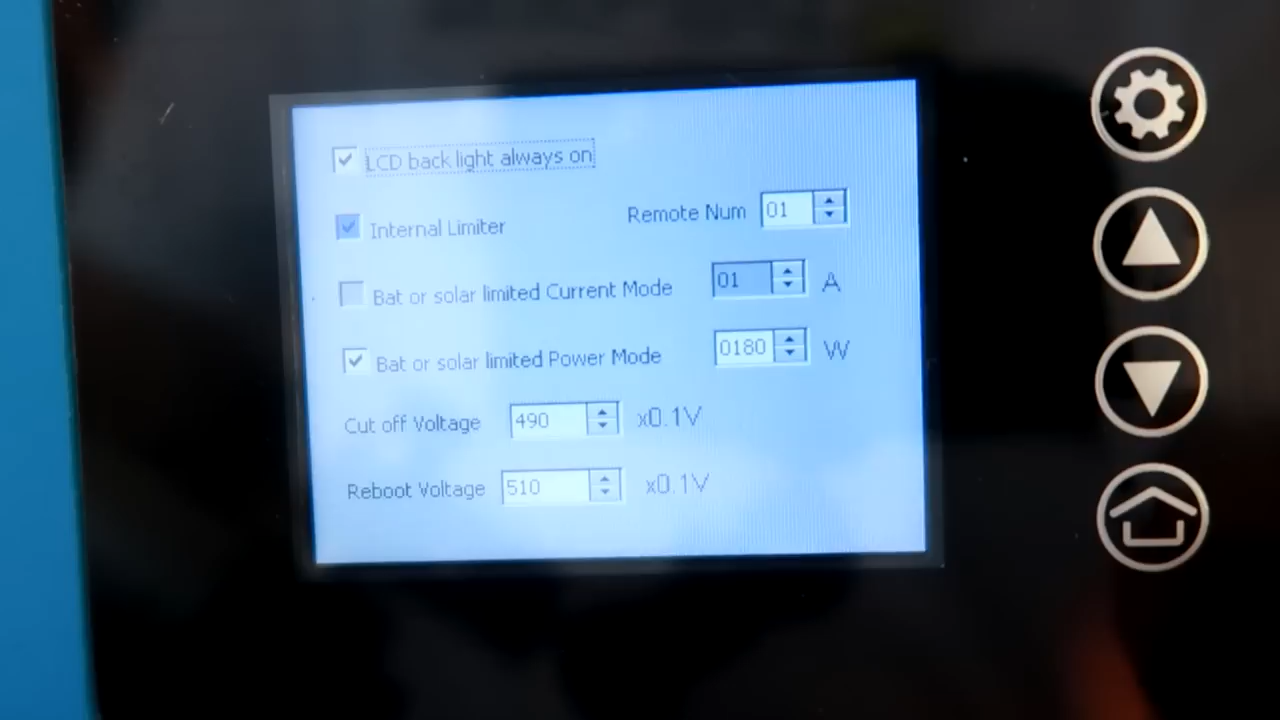 LCD back light always on
Internal Limiter Remote Num 01
Bat or solar limited Current Mode 01 A
Bat or solar limited Power Mode 0180 W
Cut off Voltage 490 x0.1V
Reboot Voltage 510 x0.1V